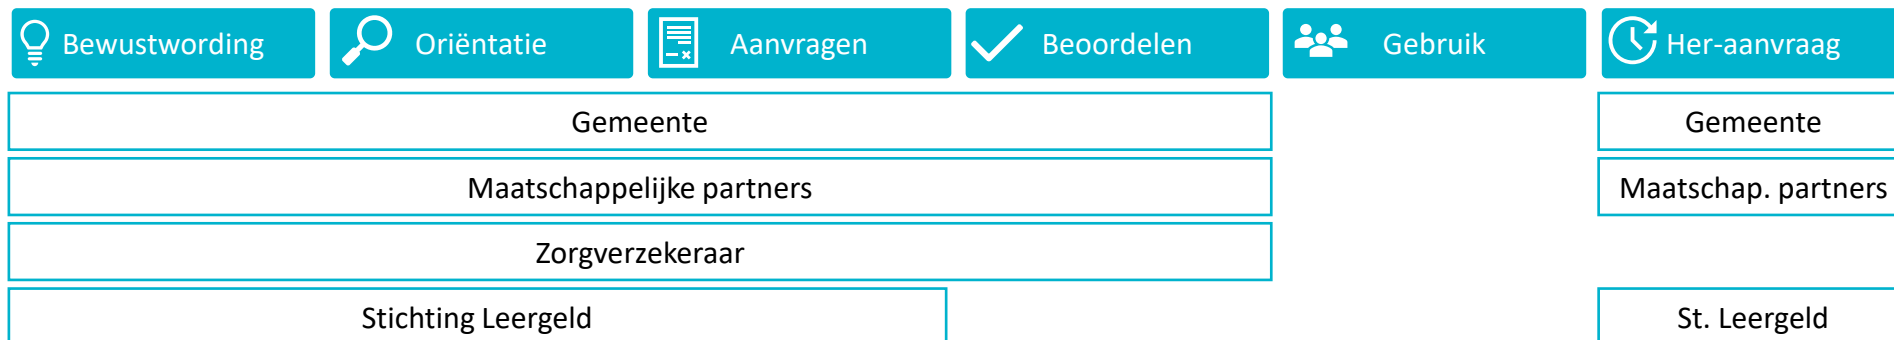 Bewustwording Oriëntatie Aanvragen Beoordelen Gebruik Her-aanvraag
Gemeente Gemeente
Maatschappelijke partners Maatschap. partners
Zorgverzekeraar
Stichting Leergeld St. Leergeld